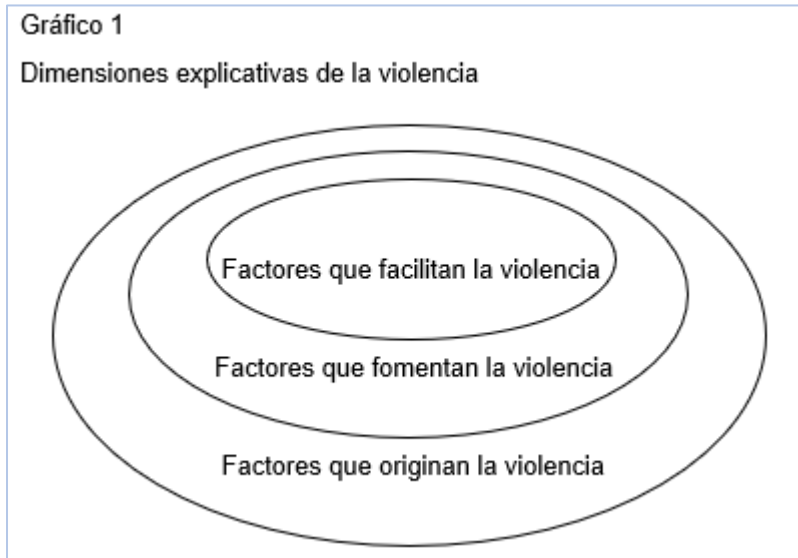 Gráfico 1
Dimensiones explicativas de la violencia
Factores que facilitan la violencia
Factores que fomentan la violencia
Factores que originan la violencia